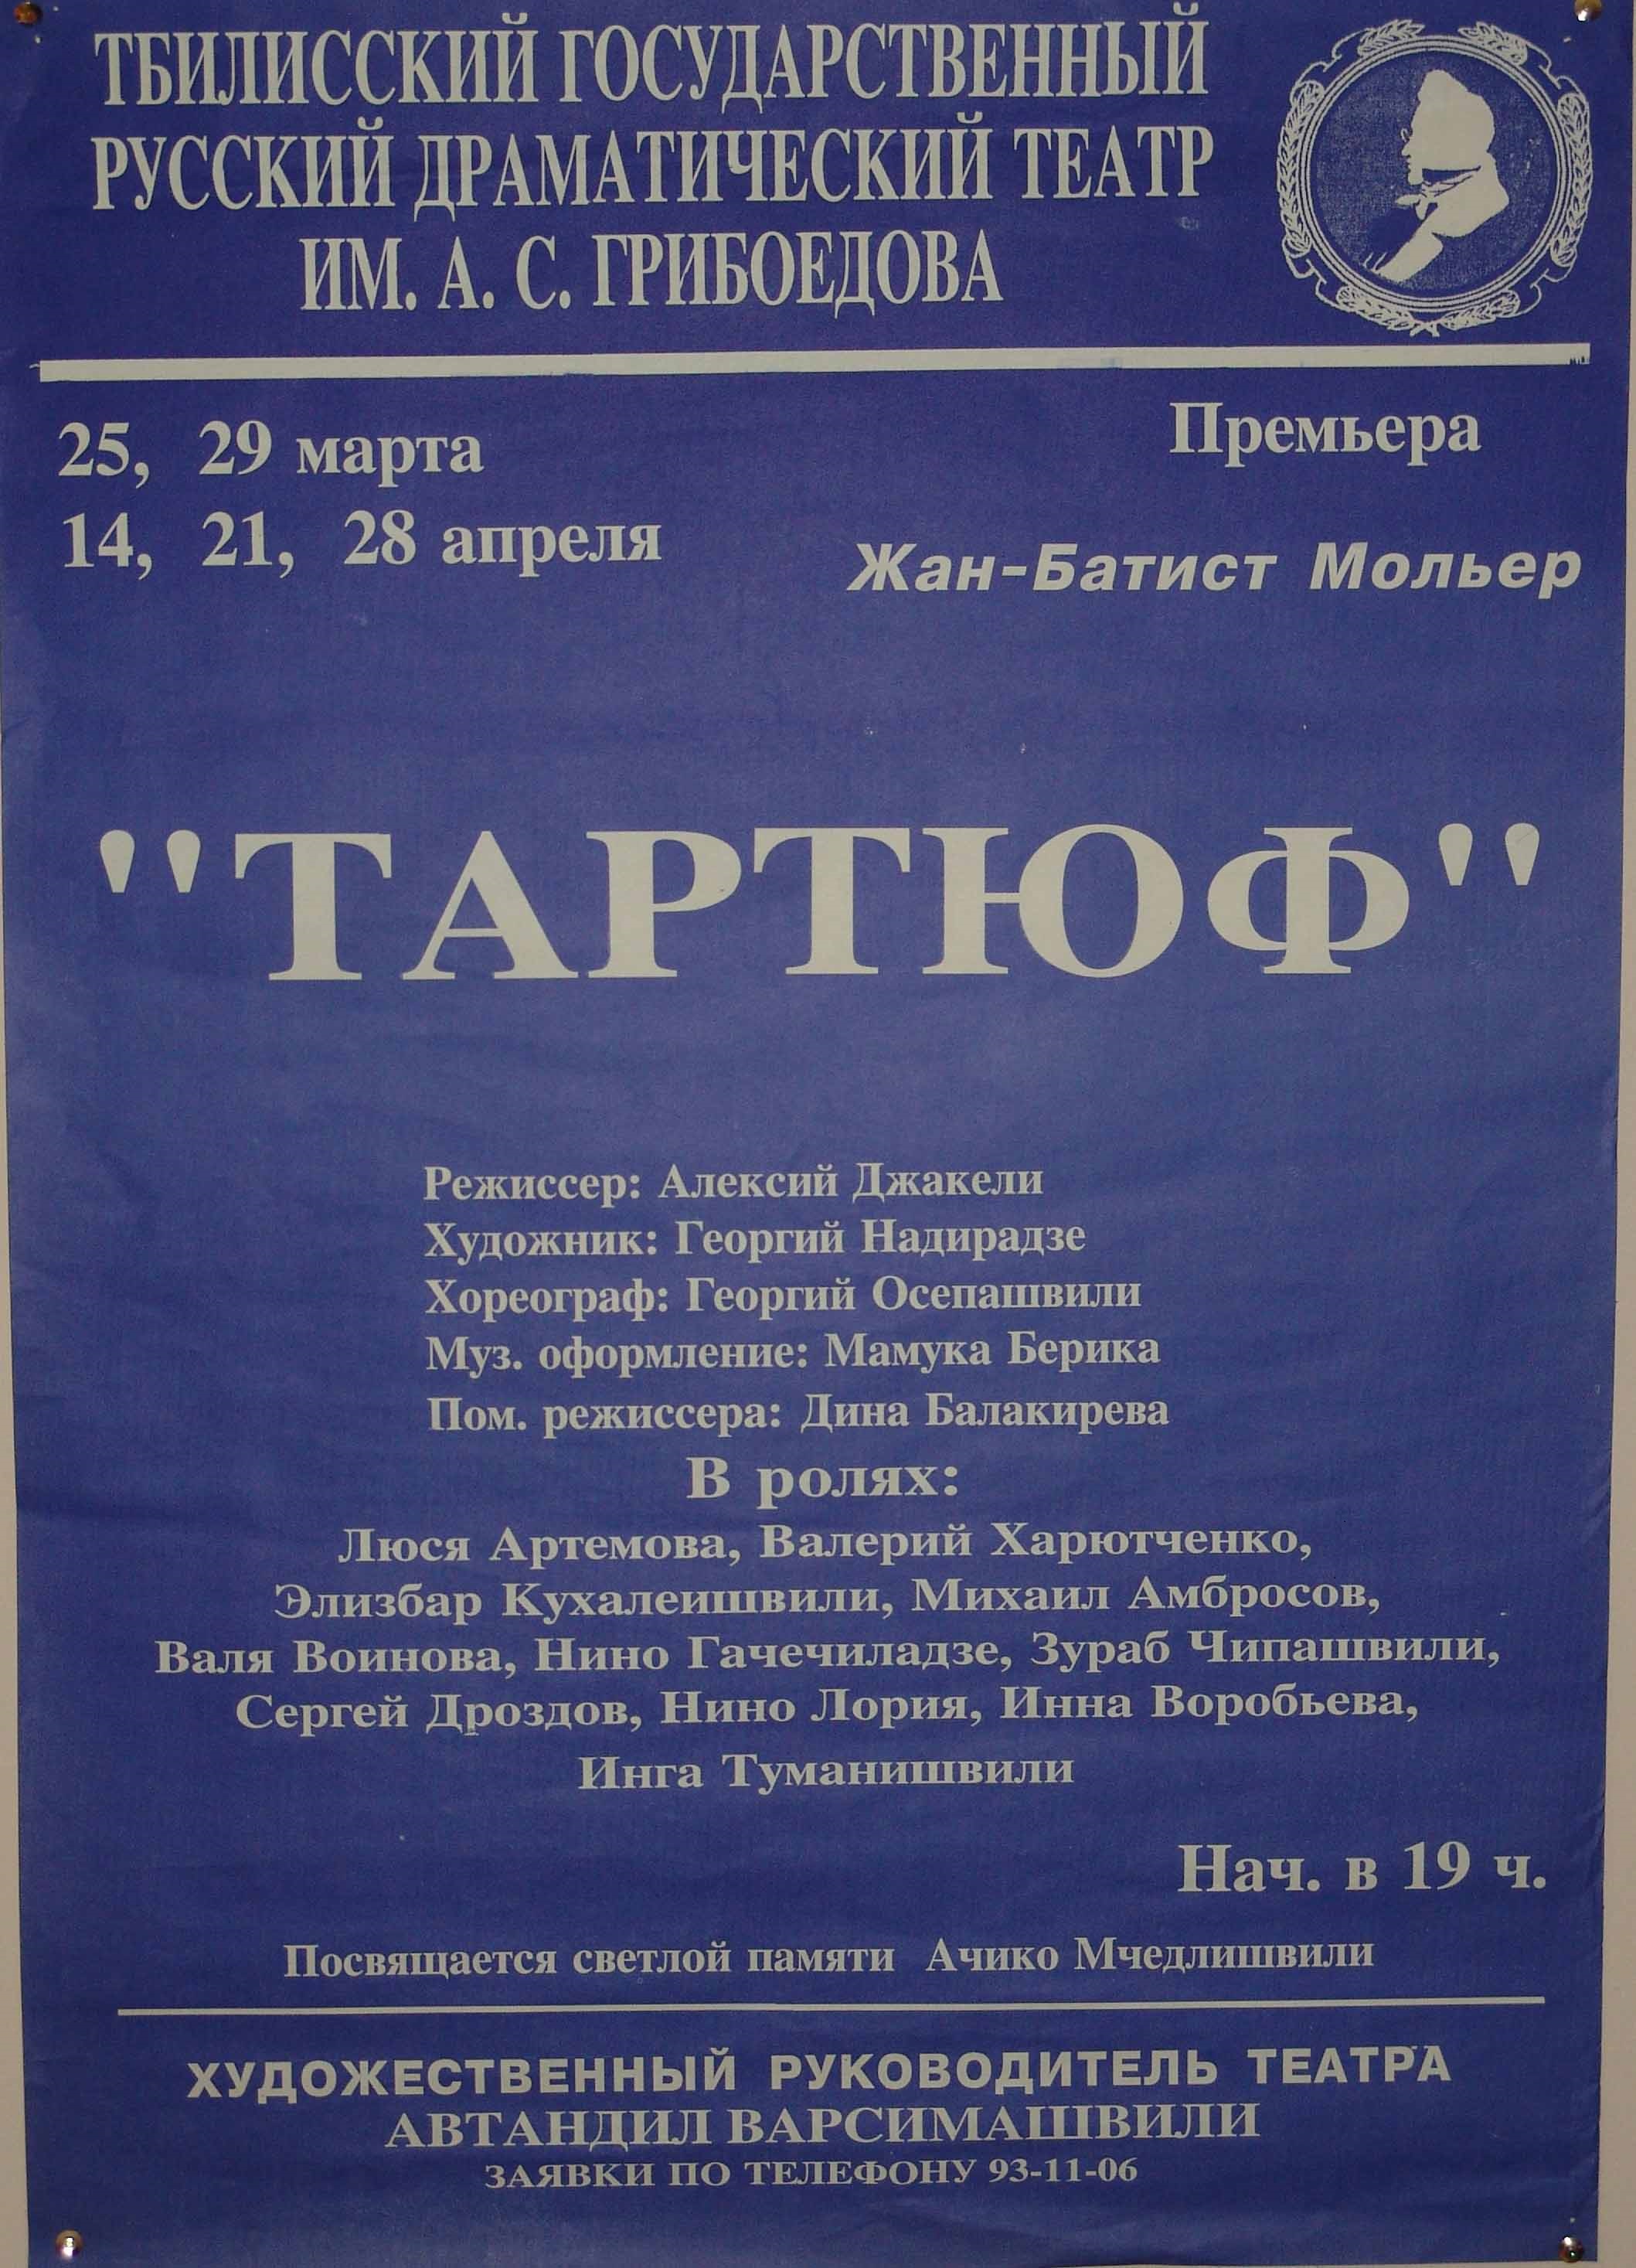 ТБИЛИССКИЙ ГОСУДАРСТВЕННЫЙ
РУССКИЙ ДРАМАТИЧЕСКИЙ ТЕАТР
ИМ. А. С. ГРИБОЕДОВА
25, 29 марта
14, 21, 28 апреля
Премьера
Жан-Батист Мольер
"ТАРТЮФ"
Режиссер: Алексий Джакели
Художник: Георгий Надирадзе
Хореограф: Георгий Осепашвили
Муз. оформление: Мамука Берика
Пом. режиссера: Дина Балакирева
В ролях:
Люся Артемова, Валерий Харютченко,
Элизбар Кухалеишвили, Михаил Амбросов,
Валя Воинова, Нино Гачечиладзе, Зураб Чипашвили,
Сергей Дроздов, Нино Лория, Инна Воробьева,
Инга Туманишвили
Нач. в 19 ч.
Посвящается светлой памяти Ачико Мчедлишвили
ХУДОЖЕСТВЕННЫЙ РУКОВОДИТЕЛЬ ТЕАТРА
АВТАНДИЛ ВАРСИМАШВИЛИ
ЗАЯВКИ ПО ТЕЛЕФОНУ 93-11-06